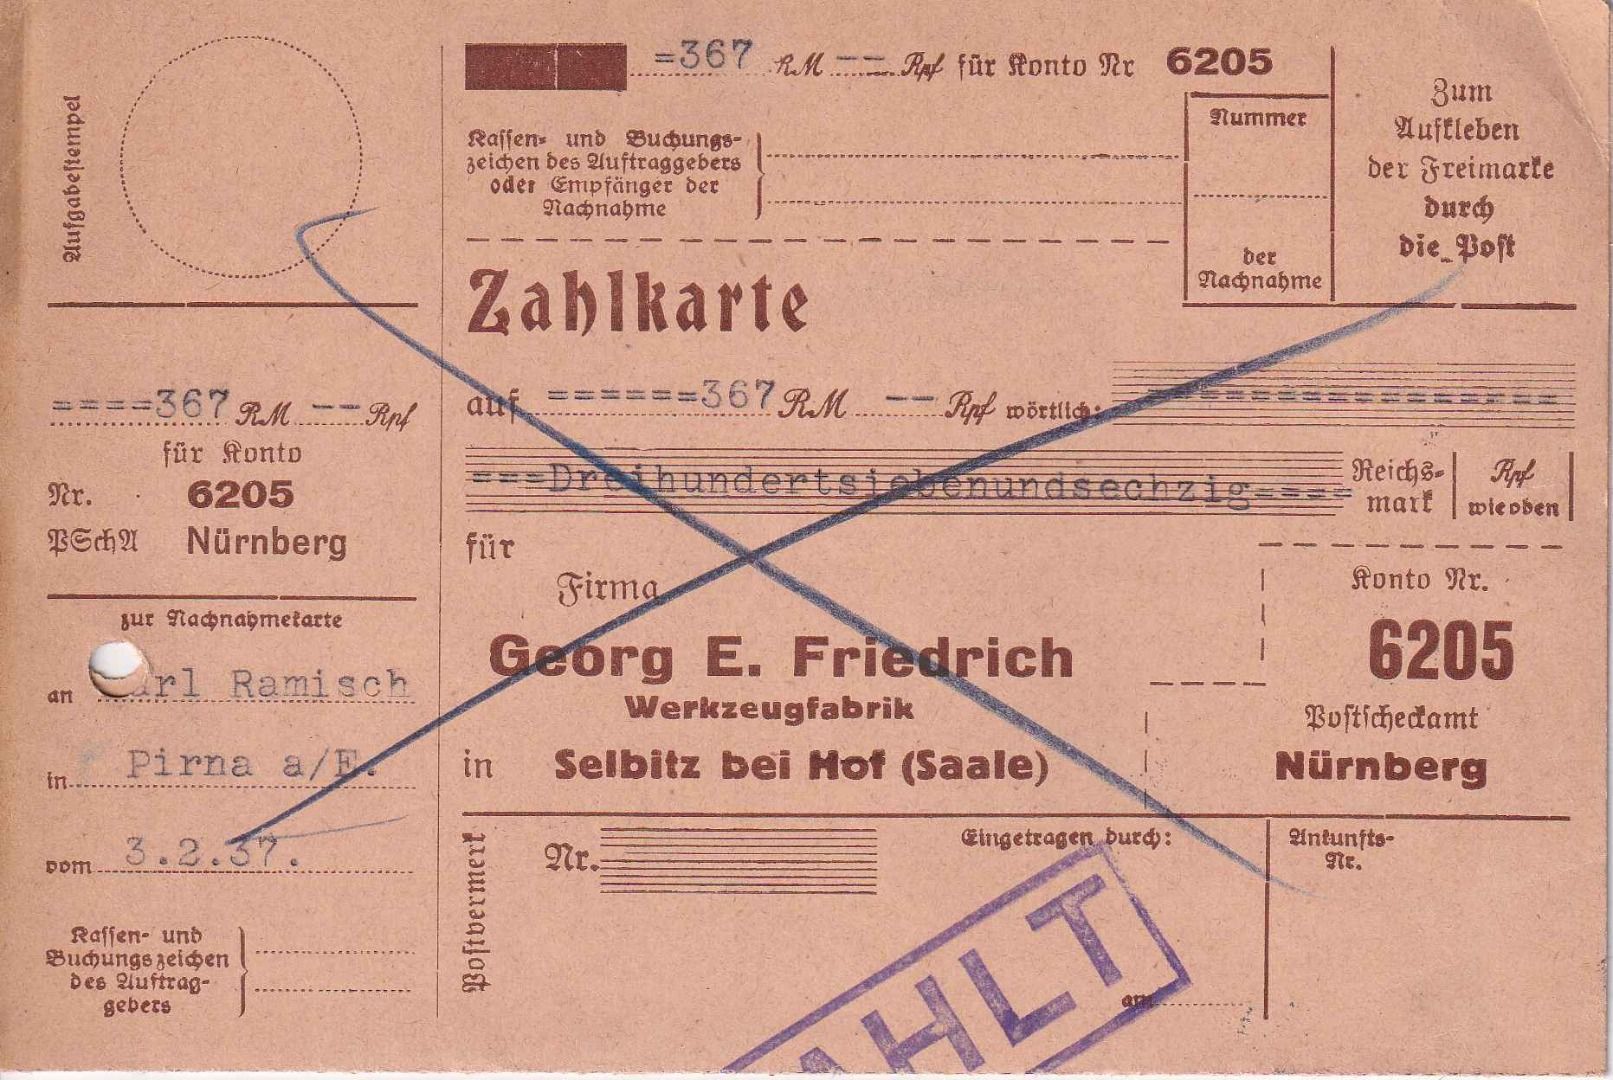 Aufgabestempel
====367 RM -- Rpf
für Konto
Nr. 6205
PSchA Nürnberg
zur Nachnahmekarte
an Karl Ramisch
in Pirna a/E.
vom 3.2.37.
Kassen- und
Buchungszeichen
des Auftrag-
gebers
=367 RM -- Rpf für Konto Nr 6205
Kassen- und Buchungs-
zeichen des Auftraggebers
oder Empfänger der
Nachnahme
Nummer
der
Nachnahme
Zum
Aufkleben
der Freimarke
durch
die Post
Zahlkarte
auf ======367 RM -- Rpf wörtlich: ================
===Dreihundertsiebenundsechzig==== Reichs-
mark
Rpf
wie oben
für
Firma
Georg E. Friedrich
Werkzeugfabrik
in Selbitz bei Hof (Saale)
Konto Nr.
6205
Postscheckamt
Nürnberg
Postvermerk
Nr.
Eingetragen durch:
am
Ankunfts-
Nr.
AHLT